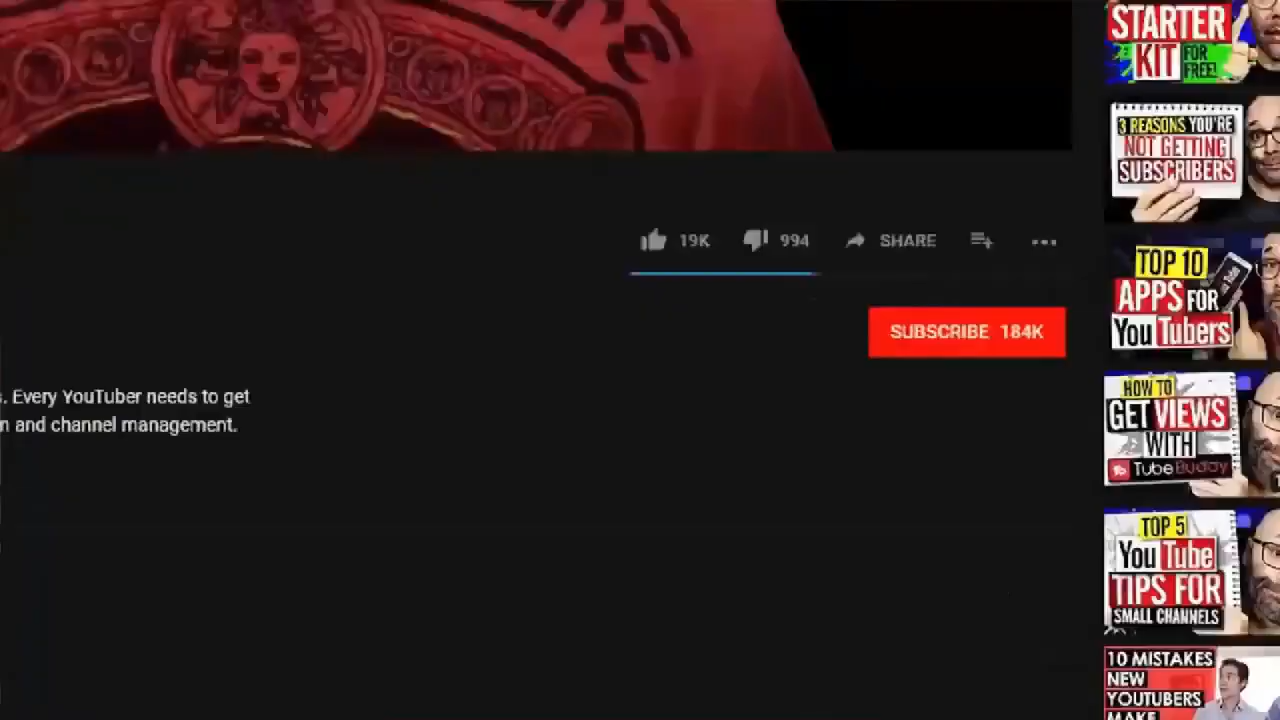 19K 994 SHARE
SUBSCRIBE 184K
. Every YouTuber needs to get
and channel management.
STARTER
KIT FOR
FREE!
3 REASONS YOU'RE
NOT GETTING
SUBSCRIBERS
TOP 10
APPS FOR
YouTubers
HOW TO
GET VIEWS
WITH
TubeBuddy
TOP 5
YouTube
TIPS FOR
SMALL CHANNELS
10 MISTAKES
NEW
YOUTUBERS
MAKE